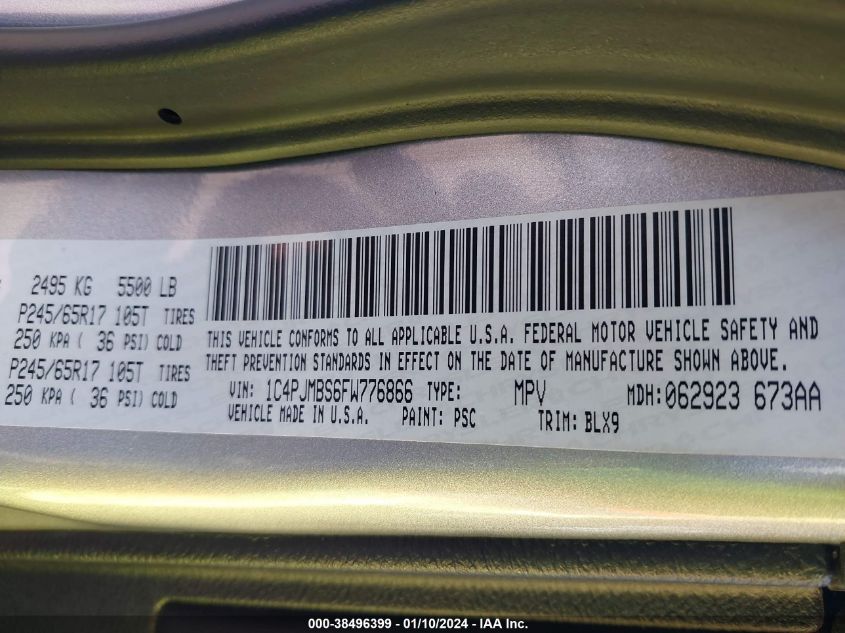 2495 KG 5500 LB
P245/65R17 105T TIRES
250 KPA ( 36 PSI) COLD
P245/65R17 105T TIRES
250 KPA ( 36 PSI) COLD
THIS VEHICLE CONFORMS TO ALL APPLICABLE U.S.A. FEDERAL MOTOR VEHICLE SAFETY AND
THEFT PREVENTION STANDARDS IN EFFECT ON THE DATE OF MANUFACTURE SHOWN ABOVE.
VIN: 1C4PJMBS6FW776866 TYPE: MPV MDH: 062923 673AA
VEHICLE MADE IN U.S.A. PAINT: PSC TRIM: BLX9
000-38496399 - 01/10/2024 - IAA Inc.